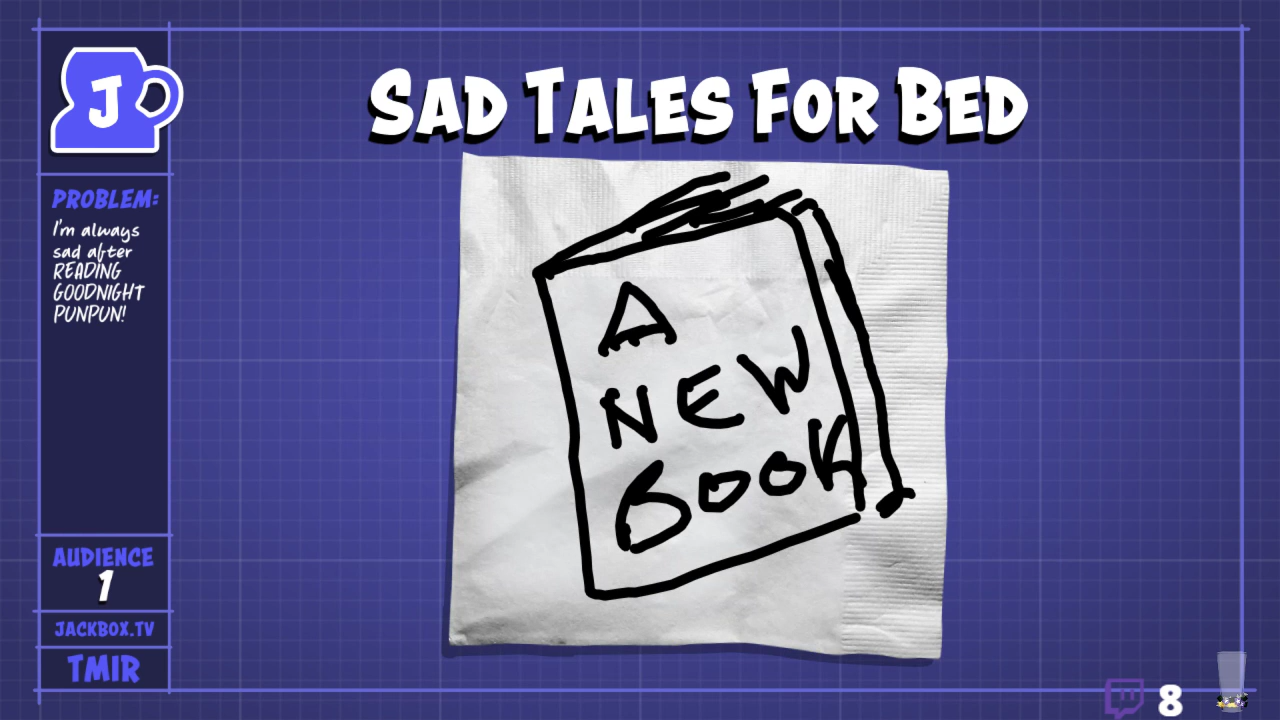 J
SAD TALES FOR BED
PROBLEM:
I'm always
sad after
READING
GOODNIGHT
PUNPUN!
A
NEW
BOOK
AUDIENCE
1
JACKBOX.TV
TMIR
8